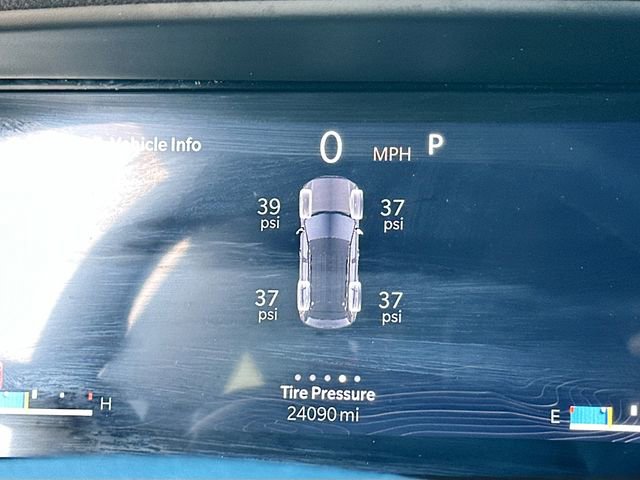 Vehicle Info
0 MPH P
39 psi
37 psi
37 psi
37 psi
Tire Pressure
24090 mi
H
E